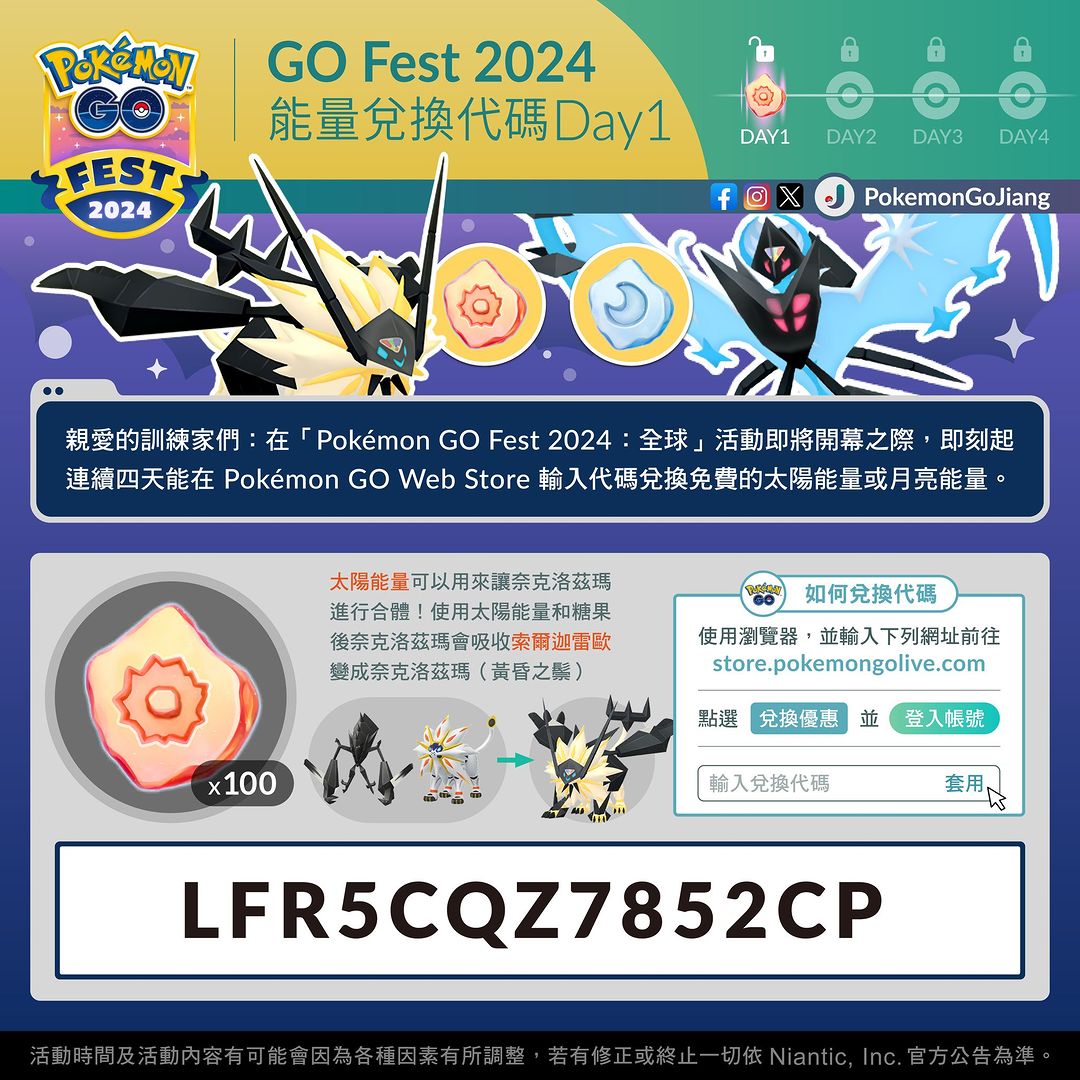 POKéMON
GO
FEST
2024
GO Fest 2024
能量兌換代碼Day1
DAY1 DAY2 DAY3 DAY4
PokemonGoJiang
親愛的訓練家們：在「Pokémon GO Fest 2024：全球」活動即將開幕之際，即刻起
連續四天能在 Pokémon GO Web Store 輸入代碼兌換免費的太陽能量或月亮能量。
x100
太陽能量可以用來讓奈克洛茲瑪
進行合體！使用太陽能量和糖果
後奈克洛茲瑪會吸收索爾迦雷歐
變成奈克洛茲瑪（黃昏之鬃）
POKéMON
GO
如何兌換代碼
使用瀏覽器，並輸入下列網址前往
store.pokemongolive.com
點選 兌換優惠 並 登入帳號
輸入兌換代碼 套用
LFR5CQZ7852CP
活動時間及活動內容有可能會因為各種因素有所調整，若有修正或終止一切依 Niantic, Inc. 官方公告為準。